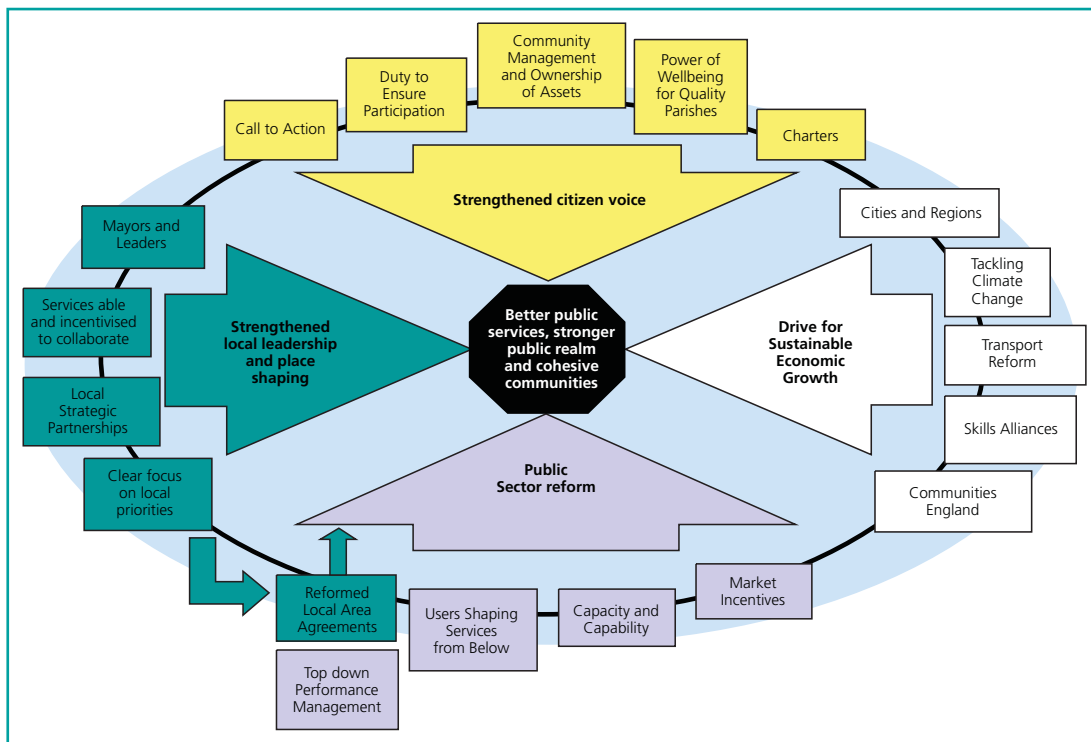 Community
Management
and Ownership
of Assets
Duty to
Ensure
Participation
Power of
Wellbeing
for Quality
Parishes
Call to Action
Charters
Strengthened citizen voice
Mayors and
Leaders
Services able
and incentivised
to collaborate
Local
Strategic
Partnerships
Clear focus
on local
priorities
Strengthened
local leadership
and place
shaping
Better public
services, stronger
public realm
and cohesive
communities
Drive for
Sustainable
Economic
Growth
Cities and Regions
Tackling
Climate
Change
Transport
Reform
Skills Alliances
Communities
England
Public
Sector reform
Reformed
Local Area
Agreements
Top down
Performance
Management
Users Shaping
Services
from Below
Capacity and
Capability
Market
Incentives